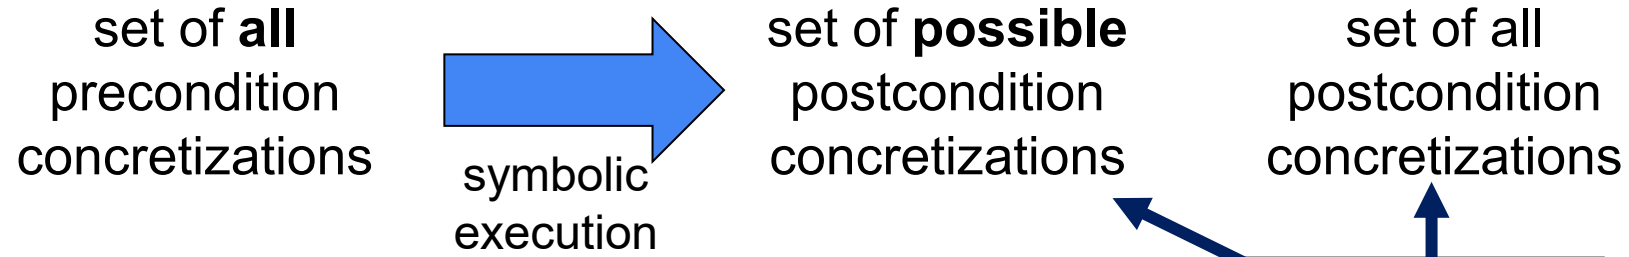 set of all
precondition
concretizations
symbolic
execution
set of possible
postcondition
concretizations
set of all
postcondition
concretizations